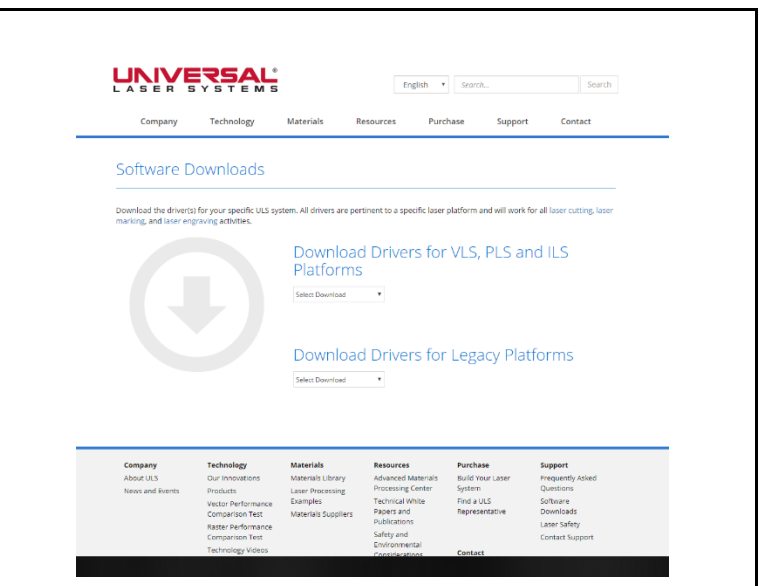 UNIVERSAL®
LASER SYSTEMS
English
Search...
Search
Company
Technology
Materials
Resources
Purchase
Support
Contact
Software Downloads
Download the driver(s) for your specific ULS system. All drivers are pertinent to a specific laser platform and will work for all laser cutting, laser
marking, and laser engraving activities.
Download Drivers for VLS, PLS and ILS
Platforms
Select Download
Download Drivers for Legacy Platforms
Select Download
Company
About ULS
News and Events
Technology
Our Innovations
Products
Vector Performance
Comparison Test
Raster Performance
Comparison Test
Technology Videos
Materials
Materials Library
Laser Processing
Examples
Materials Suppliers
Resources
Advanced Materials
Processing Center
Technical White
Papers and
Publications
Safety and
Environmental
Considerations
Purchase
Build Your Laser
System
Find a ULS
Representative
Contact
Support
Frequently Asked
Questions
Software
Downloads
Laser Safety
Contact Support